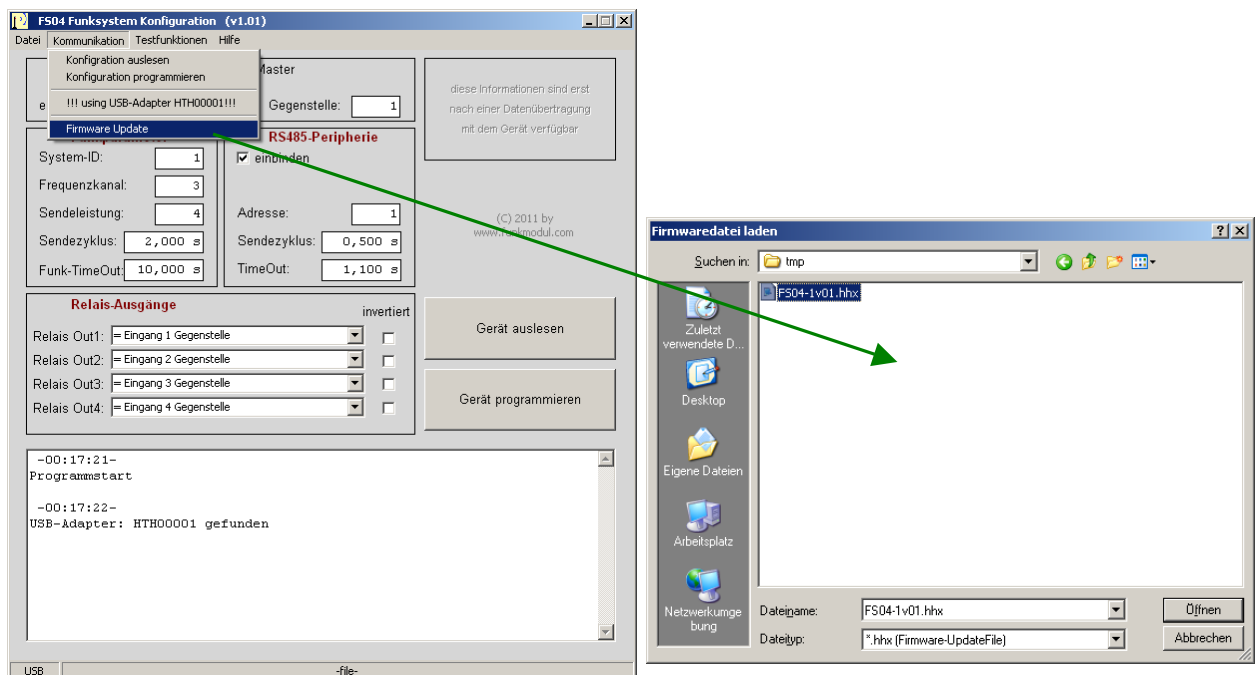 FS04 Funksystem Konfiguration (v1.01)
Datei Kommunikation Testfunktionen Hilfe
Konfigration auslesen
Konfiguration programmieren
!!! using USB-Adapter HTH00001!!!
Firmware Update
Master
e
Gegenstelle: 1
diese Informationen sind erst
nach einer Datenübertragung
mit dem Gerät verfügbar
System-ID: 1
Frequenzkanal: 3
Sendeleistung: 4
Sendezyklus: 2,000 s
Funk-TimeOut: 10,000 s
RS485-Peripherie
einbinden
Adresse: 1
Sendezyklus: 0,500 s
TimeOut: 1,100 s
(C) 2011 by
www.funkmodul.com
Relais-Ausgänge
invertiert
Relais Out1: = Eingang 1 Gegenstelle
Relais Out2: = Eingang 2 Gegenstelle
Relais Out3: = Eingang 3 Gegenstelle
Relais Out4: = Eingang 4 Gegenstelle
Gerät auslesen
Gerät programmieren
-00:17:21-
Programmstart
-00:17:22-
USB-Adapter: HTH00001 gefunden
USB
-file-
Firmwaredatei laden
Suchen in: tmp
FS04-1v01.hhx
Zuletzt
verwendete D...
Desktop
Eigene Dateien
Arbeitsplatz
Netzwerkumge
bung
Dateiname: FS04-1v01.hhx
Öffnen
Dateityp: *.hhx (Firmware-UpdateFile)
Abbrechen